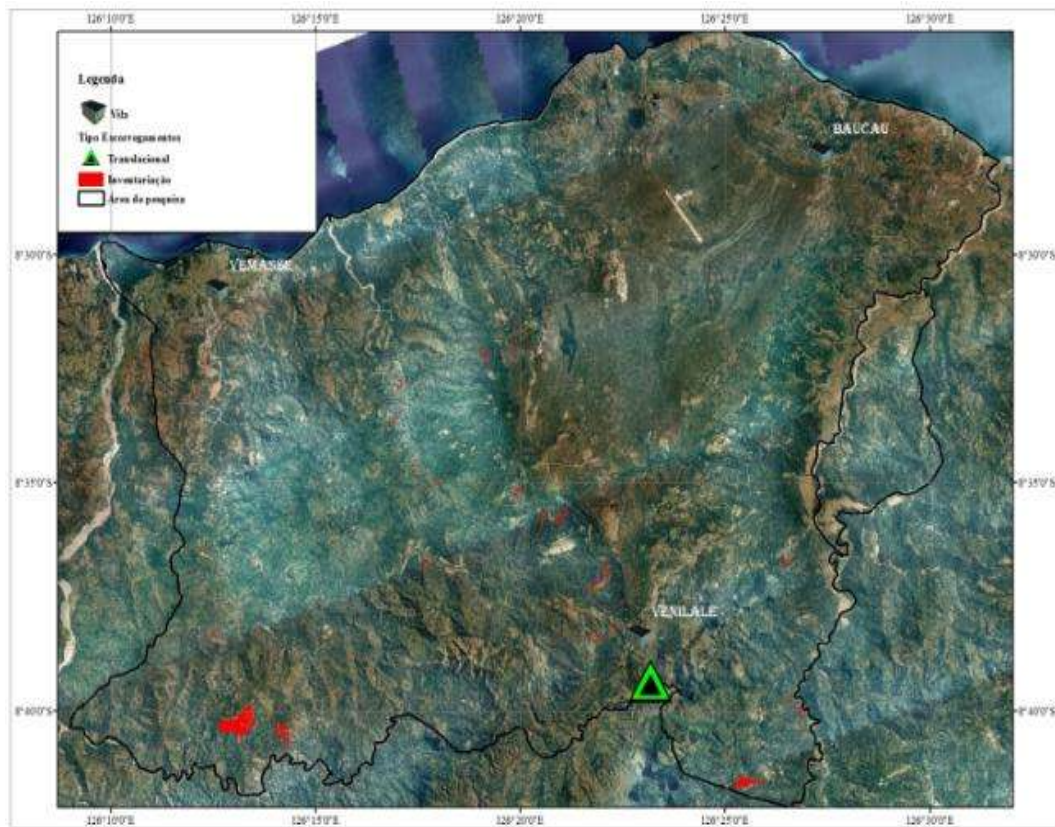 126°10'0"E 126°15'0"E 126°20'0"E 126°25'0"E 126°30'0"E
Legenda
Vila
Tipo Escorregamentos
Translacional
Inventariação
Área de pesquisa
BAUCAU
8°30'0"S 8°30'0"S
VEMASSE
8°35'0"S 8°35'0"S
VENILALE
8°40'0"S 8°40'0"S
126°10'0"E 126°15'0"E 126°20'0"E 126°25'0"E 126°30'0"E